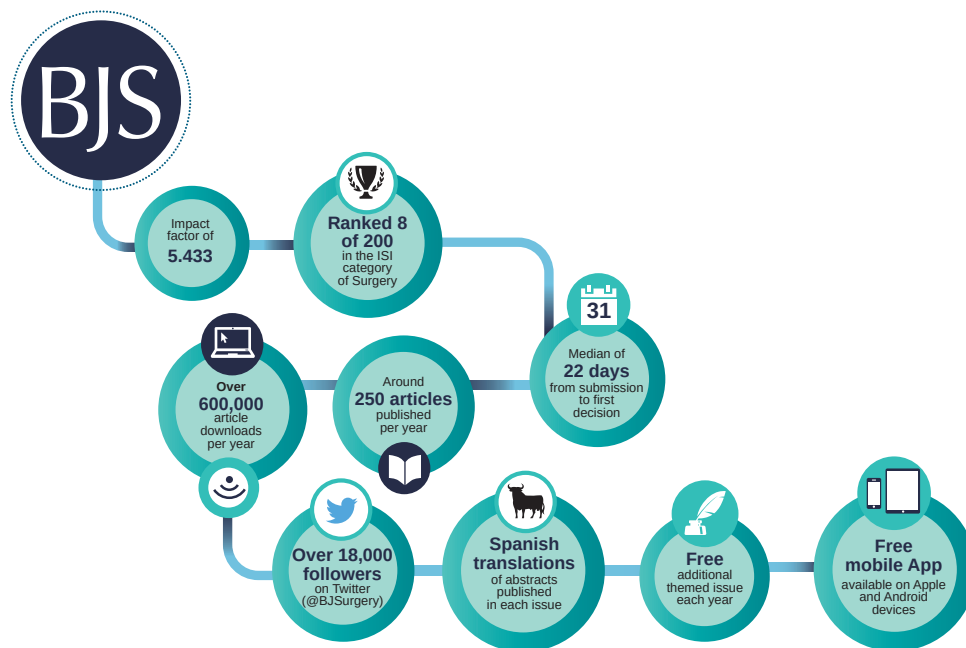 BJS
Impact
factor of
5.433
Ranked 8
of 200
in the ISI
category
of Surgery
31
Median of
22 days
from submission
to first
decision
Around
250 articles
published
per year
Over
600,000
article
downloads
per year
Over 18,000
followers
on Twitter
(@BJSurgery)
Spanish
translations
of abstracts
published
in each issue
Free
additional
themed issue
each year
Free
mobile App
available on Apple
and Android
devices